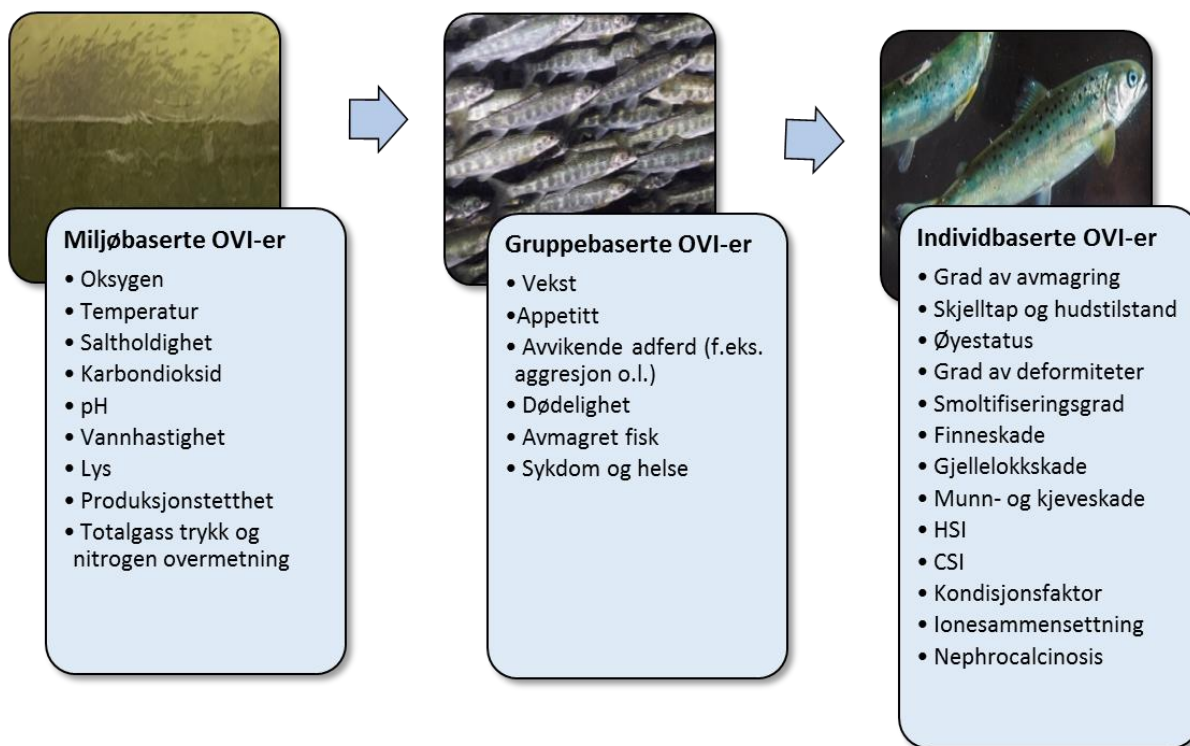 Miljøbaserte OVI-er
• Oksygen
• Temperatur
• Saltholdighet
• Karbondioksid
• pH
• Vannhastighet
• Lys
• Produksjonstetthet
• Totalgass trykk og
nitrogen overmetning
Gruppebaserte OVI-er
• Vekst
•Appetitt
• Avvikende adferd (f.eks.
aggresjon o.l.)
• Dødelighet
• Avmagret fisk
• Sykdom og helse
Individbaserte OVI-er
• Grad av avmagring
• Skjelltap og hudstilstand
• Øyestatus
• Grad av deformiteter
• Smoltifiseringsgrad
• Finneskade
• Gjellelokkskade
• Munn- og kjeveskade
• HSI
• CSI
• Kondisjonsfaktor
• Ionesammensettning
• Nephrocalcinosis